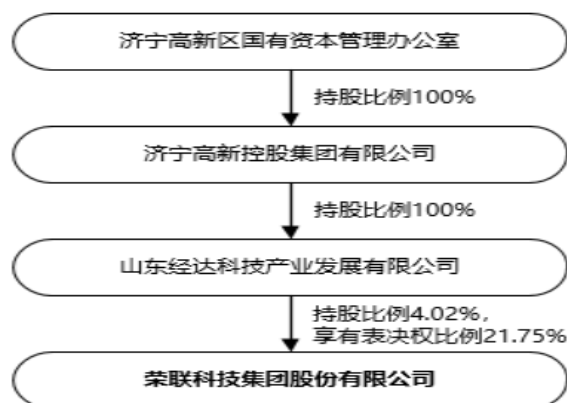 济宁高新区国有资本管理办公室
持股比例100%
济宁高新控股集团有限公司
持股比例100%
山东经达科技产业发展有限公司
持股比例4.02%,
享有表决权比例21.75%
荣联科技集团股份有限公司